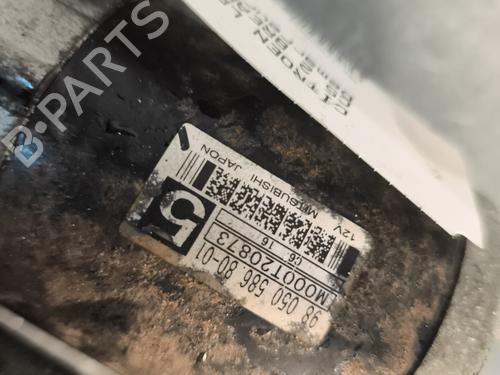 B-PARTS
CITROEN
12V MITSUBISHI JAPON
5
C6 16
M000T20873
98 050 586 80-01